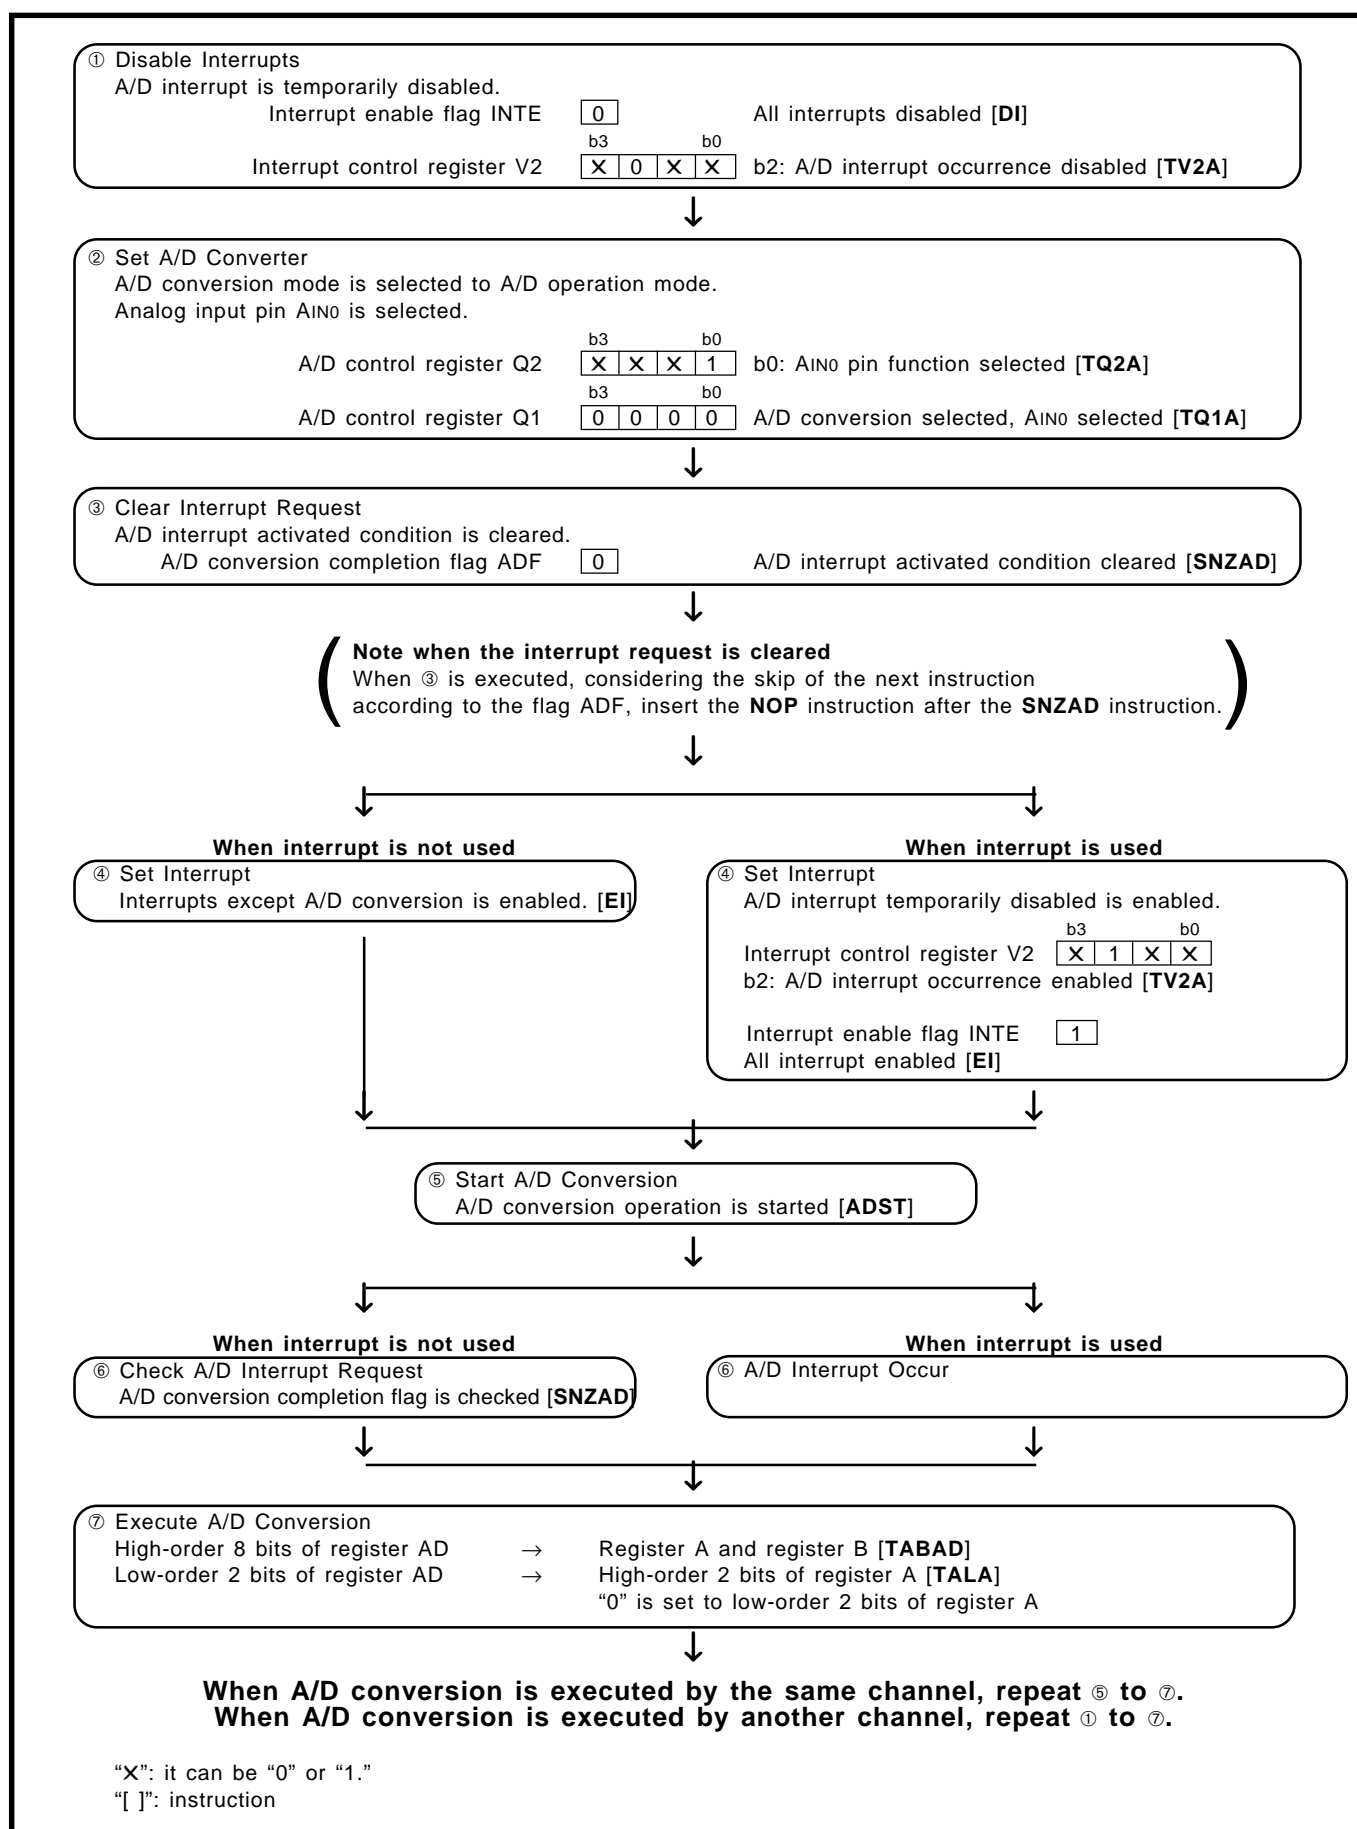 ① Disable Interrupts
A/D interrupt is temporarily disabled.
Interrupt enable flag INTE 0 All interrupts disabled [DI]
b3 b0
Interrupt control register V2 X 0 X X b2: A/D interrupt occurrence disabled [TV2A]
② Set A/D Converter
A/D conversion mode is selected to A/D operation mode.
Analog input pin AIN0 is selected.
b3 b0
A/D control register Q2 X X X 1 b0: AIN0 pin function selected [TQ2A]
b3 b0
A/D control register Q1 0 0 0 0 A/D conversion selected, AIN0 selected [TQ1A]
③ Clear Interrupt Request
A/D interrupt activated condition is cleared.
A/D conversion completion flag ADF 0 A/D interrupt activated condition cleared [SNZAD]
Note when the interrupt request is cleared
When ③ is executed, considering the skip of the next instruction
according to the flag ADF, insert the NOP instruction after the SNZAD instruction.
When interrupt is not used
④ Set Interrupt
Interrupts except A/D conversion is enabled. [EI]
When interrupt is used
④ Set Interrupt
A/D interrupt temporarily disabled is enabled.
b3 b0
Interrupt control register V2 X 1 X X
b2: A/D interrupt occurrence enabled [TV2A]
Interrupt enable flag INTE 1
All interrupt enabled [EI]
⑤ Start A/D Conversion
A/D conversion operation is started [ADST]
When interrupt is not used
⑥ Check A/D Interrupt Request
A/D conversion completion flag is checked [SNZAD]
When interrupt is used
⑥ A/D Interrupt Occur
⑦ Execute A/D Conversion
High-order 8 bits of register AD → Register A and register B [TABAD]
Low-order 2 bits of register AD → High-order 2 bits of register A [TALA]
“0” is set to low-order 2 bits of register A
When A/D conversion is executed by the same channel, repeat ⑤ to ⑦.
When A/D conversion is executed by another channel, repeat ① to ⑦.
“X”: it can be “0” or “1.”
“[ ]”: instruction